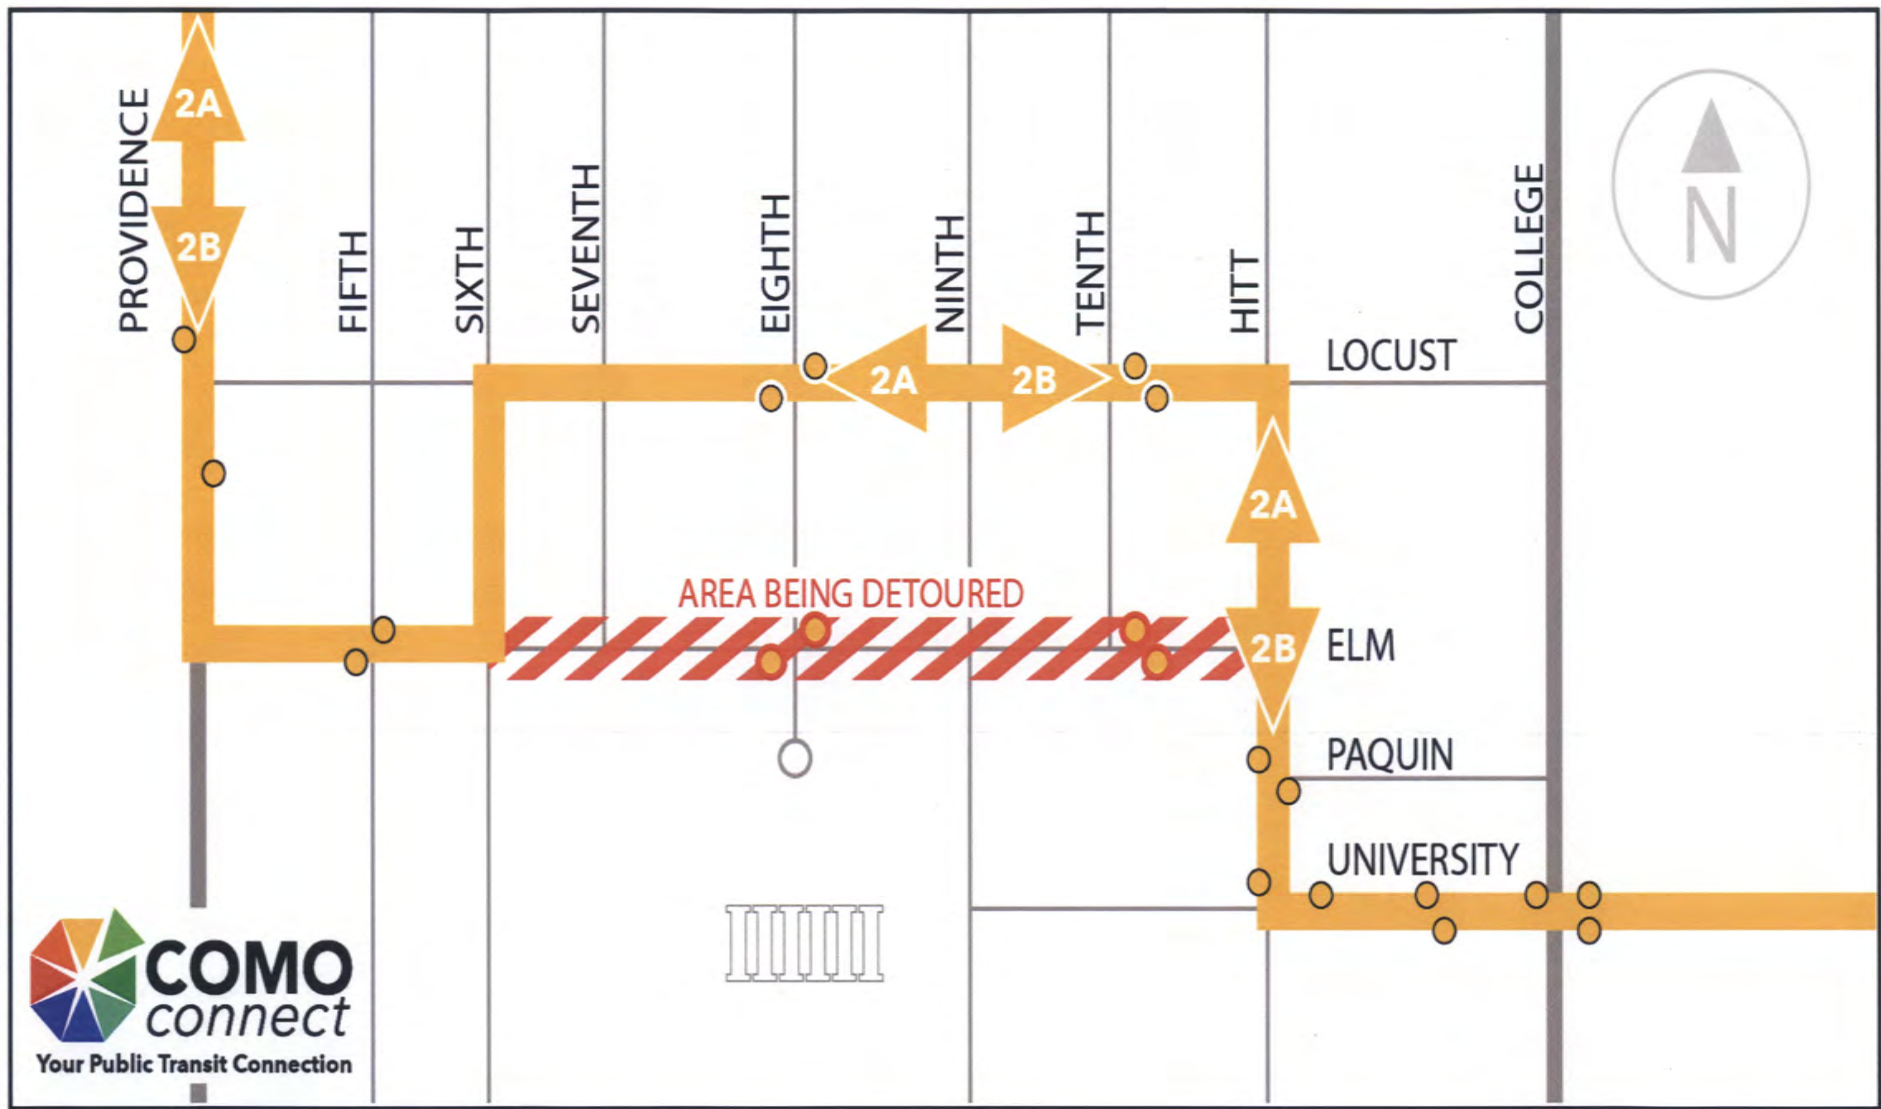 2A
2B
PROVIDENCE
FIFTH
SIXTH
SEVENTH
EIGHTH
NINTH
TENTH
HITT
COLLEGE
N
LOCUST
2A
2B
2A
2B
AREA BEING DETOURED
ELM
PAQUIN
UNIVERSITY
COMO
connect
Your Public Transit Connection